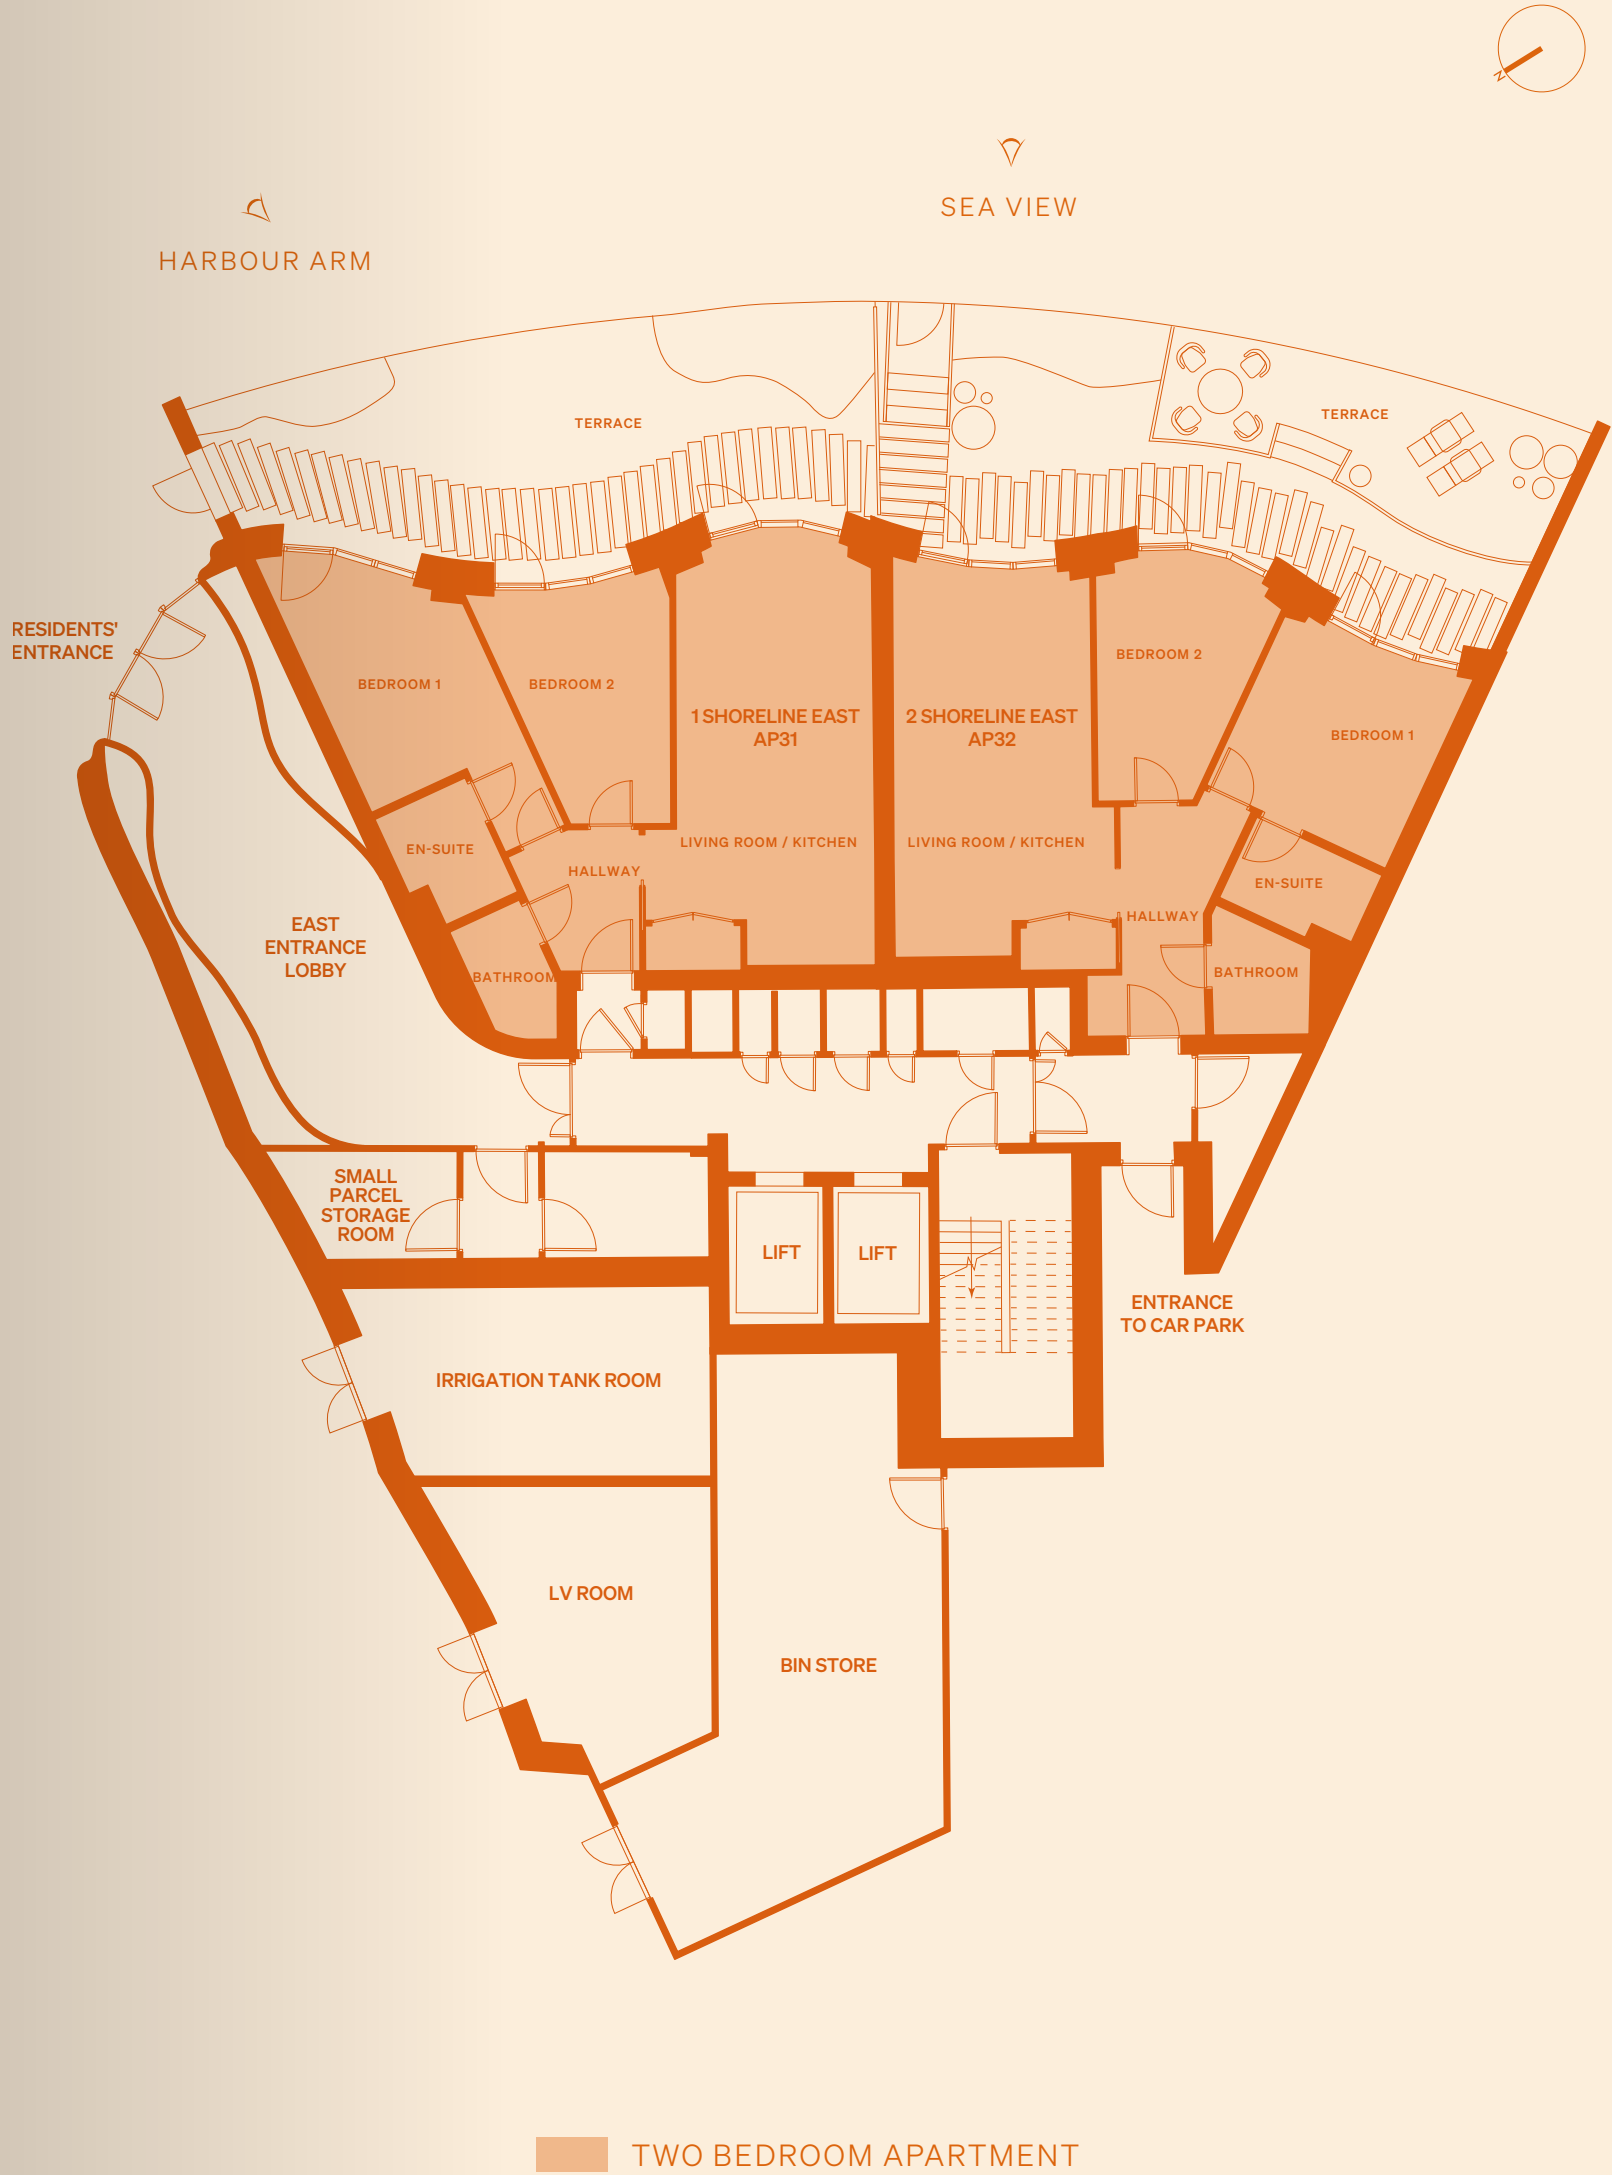 N
SEA VIEW
HARBOUR ARM
TERRACE
TERRACE
RESIDENTS'
ENTRANCE
BEDROOM 1
BEDROOM 2
1 SHORELINE EAST
AP31
2 SHORELINE EAST
AP32
BEDROOM 2
BEDROOM 1
EN-SUITE
HALLWAY
LIVING ROOM / KITCHEN
LIVING ROOM / KITCHEN
EN-SUITE
HALLWAY
EAST
ENTRANCE
LOBBY
BATHROOM
BATHROOM
SMALL
PARCEL
STORAGE
ROOM
LIFT
LIFT
ENTRANCE
TO CAR PARK
IRRIGATION TANK ROOM
LV ROOM
BIN STORE
TWO BEDROOM APARTMENT